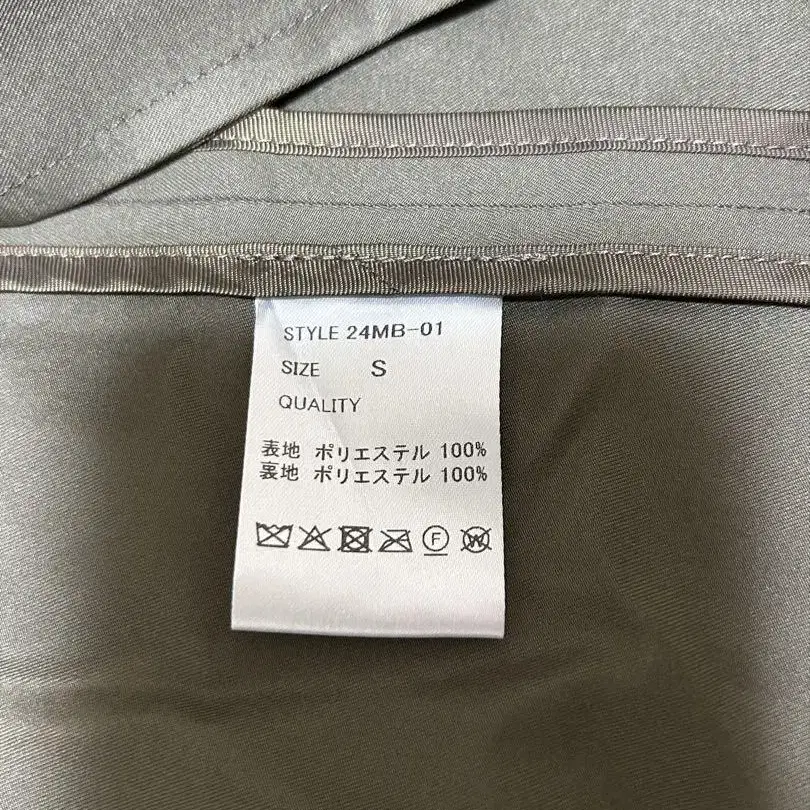 STYLE 24MB-01
SIZE S
QUALITY
表地 ポリエステル 100%
裏地 ポリエステル 100%
F W